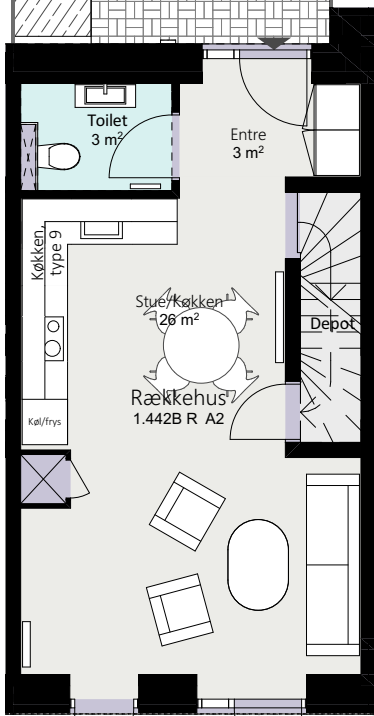 Toilet
3 m²
Entre
3 m²
Køkken,
type 9
Stue/Køkken
26 m²
Depot
Rækkehus
1.442B R A2
Køl/frys